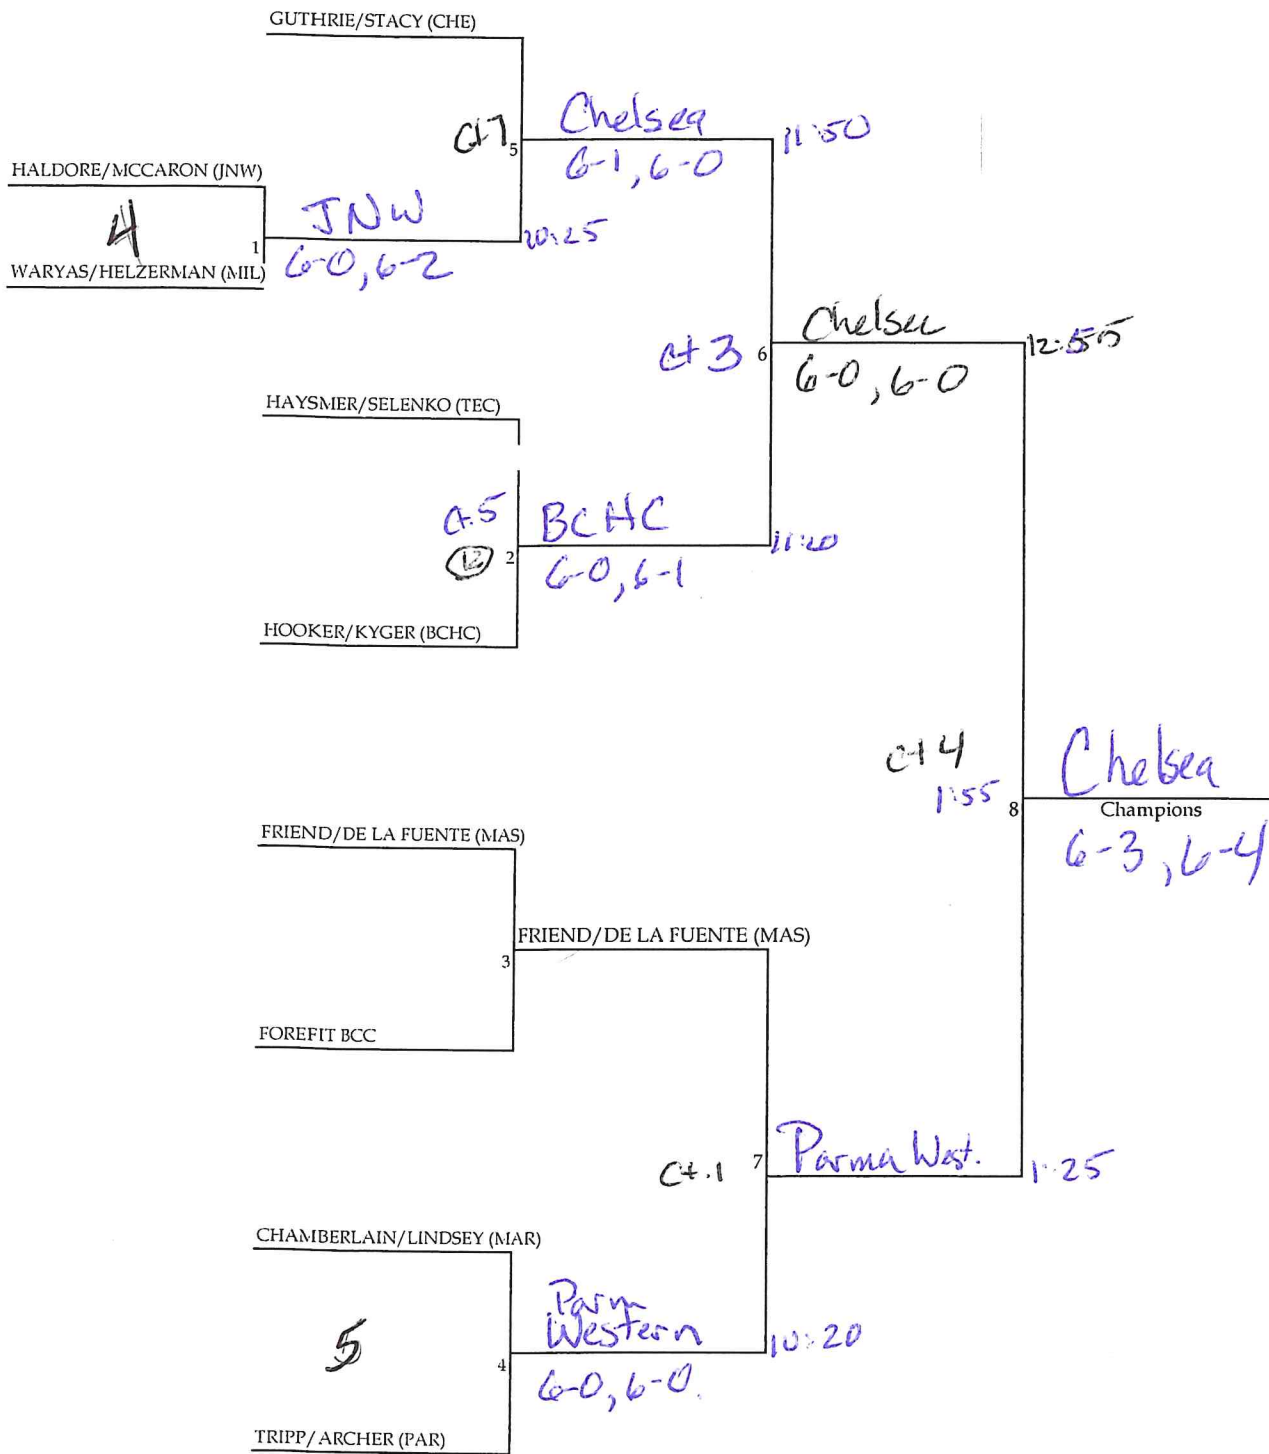 GUTHRIE/STACY (CHE)
Ct 7
5
Chelsea
6-1, 6-0
11:50
HALDORE/MCCARON (JNW)
4
1
JNW
6-0, 6-2
WARYAS/HELZERMAN (MIL)
Ct 3
6
Chelsea
6-0, 6-0
12:55
HAYSMER/SELENKO (TEC)
Ct.5
12
2
BCHC
6-0, 6-1
11:20
HOOKER/KYGER (BCHC)
Ct 4
1:55
8
Chelsea
Champions
6-3, 6-4
FRIEND/DE LA FUENTE (MAS)
3
FRIEND/DE LA FUENTE (MAS)
FOREFIT BCC
Ct.1
7
Parma West.
1:25
CHAMBERLAIN/LINDSEY (MAR)
5
4
Parm
Western
6-0, 6-0.
10:20
TRIPP/ARCHER (PAR)